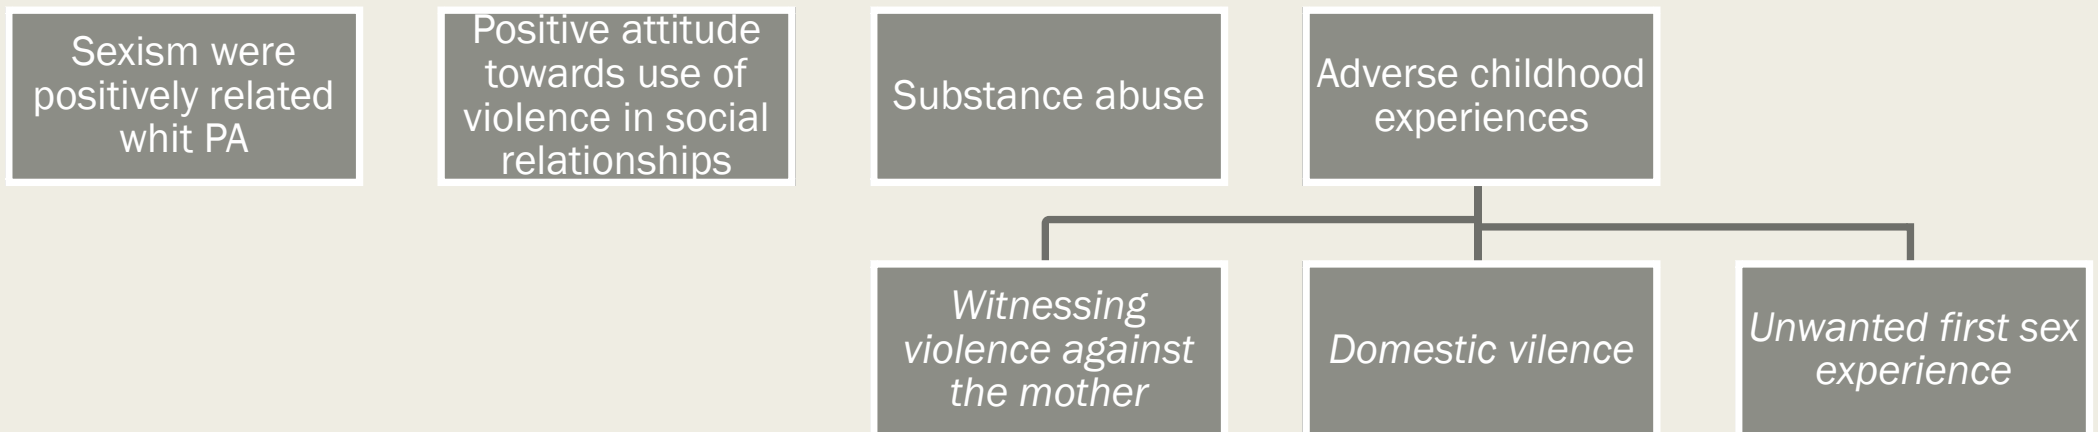 Sexism were
positively related
whit PA
Positive attitude
towards use of
violence in social
relationships
Substance abuse
Adverse childhood
experiences
Witnessing
violence against
the mother
Domestic vilence
Unwanted first sex
experience